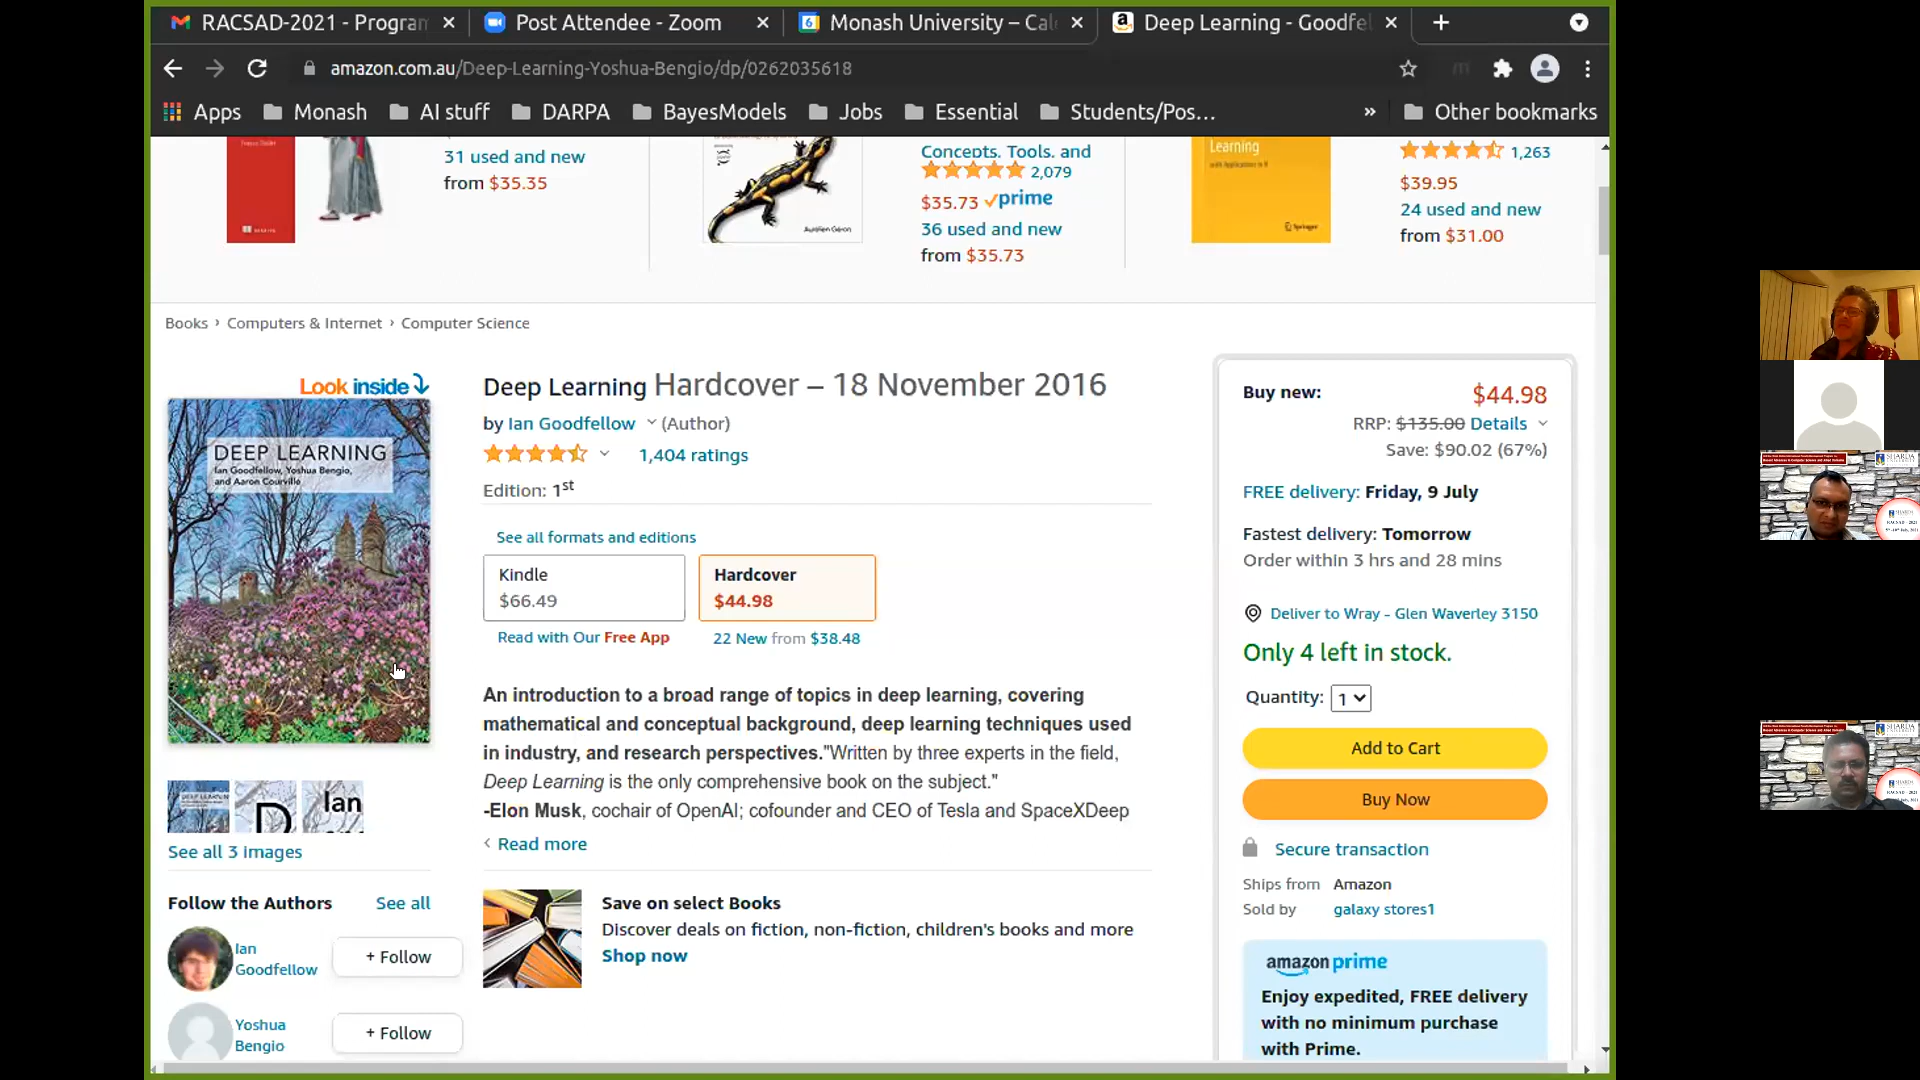 RACSAD-2021 - Program
Post Attendee - Zoom
Monash University – Cal
Deep Learning - Goodfel
amazon.com.au/Deep-Learning-Yoshua-Bengio/dp/0262035618
Apps
Monash
AI stuff
DARPA
BayesModels
Jobs
Essential
Students/Pos...
»
Other bookmarks
31 used and new
from $35.35
Aurélien Géron
Concepts, Tools, and
2,079
$35.73 prime
36 used and new
from $35.73
Learning
with Applications in R
Springer
1,263
$39.95
24 used and new
from $31.00
Books › Computers & Internet › Computer Science
Look inside
DEEP LEARNING
Ian Goodfellow, Yoshua Bengio,
and Aaron Courville
See all 3 images
Follow the Authors See all
Ian
Goodfellow
+ Follow
Yoshua
Bengio
+ Follow
Deep Learning Hardcover – 18 November 2016
by Ian Goodfellow (Author)
1,404 ratings
Edition: 1st
See all formats and editions
Kindle
$66.49
Read with Our Free App
Hardcover
$44.98
22 New from $38.48
An introduction to a broad range of topics in deep learning, covering
mathematical and conceptual background, deep learning techniques used
in industry, and research perspectives."Written by three experts in the field,
Deep Learning is the only comprehensive book on the subject."
-Elon Musk, cochair of OpenAI; cofounder and CEO of Tesla and SpaceXDeep
Read more
Save on select Books
Discover deals on fiction, non-fiction, children's books and more
Shop now
Buy new: $44.98
RRP: $135.00 Details
Save: $90.02 (67%)
FREE delivery: Friday, 9 July
Fastest delivery: Tomorrow
Order within 3 hrs and 28 mins
Deliver to Wray - Glen Waverley 3150
Only 4 left in stock.
Quantity: 1
Add to Cart
Buy Now
Secure transaction
Ships from Amazon
Sold by galaxy stores1
amazon prime
Enjoy expedited, FREE delivery
with no minimum purchase
with Prime.
SHARDA
SHARDA